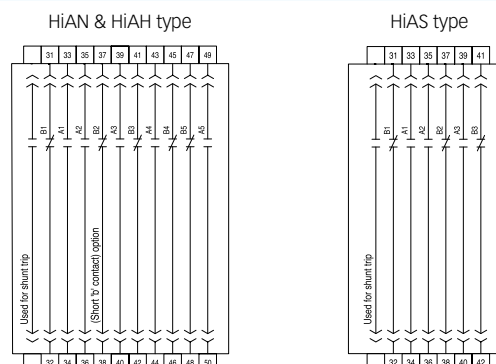 HiAN & HiAH type
HiAS type
31 33 35 37 39 41 43 45 47 49
31 33 35 37 39 41
B1 A1 A2 B2 A3 B3 A4 B4 B5 A5
B1 A1 A2 B2 A3 B3
Used for shunt trip
(Short 'b' contact) option
Used for shunt trip
32 34 36 38 40 42 44 46 48 50
32 34 36 38 40 42